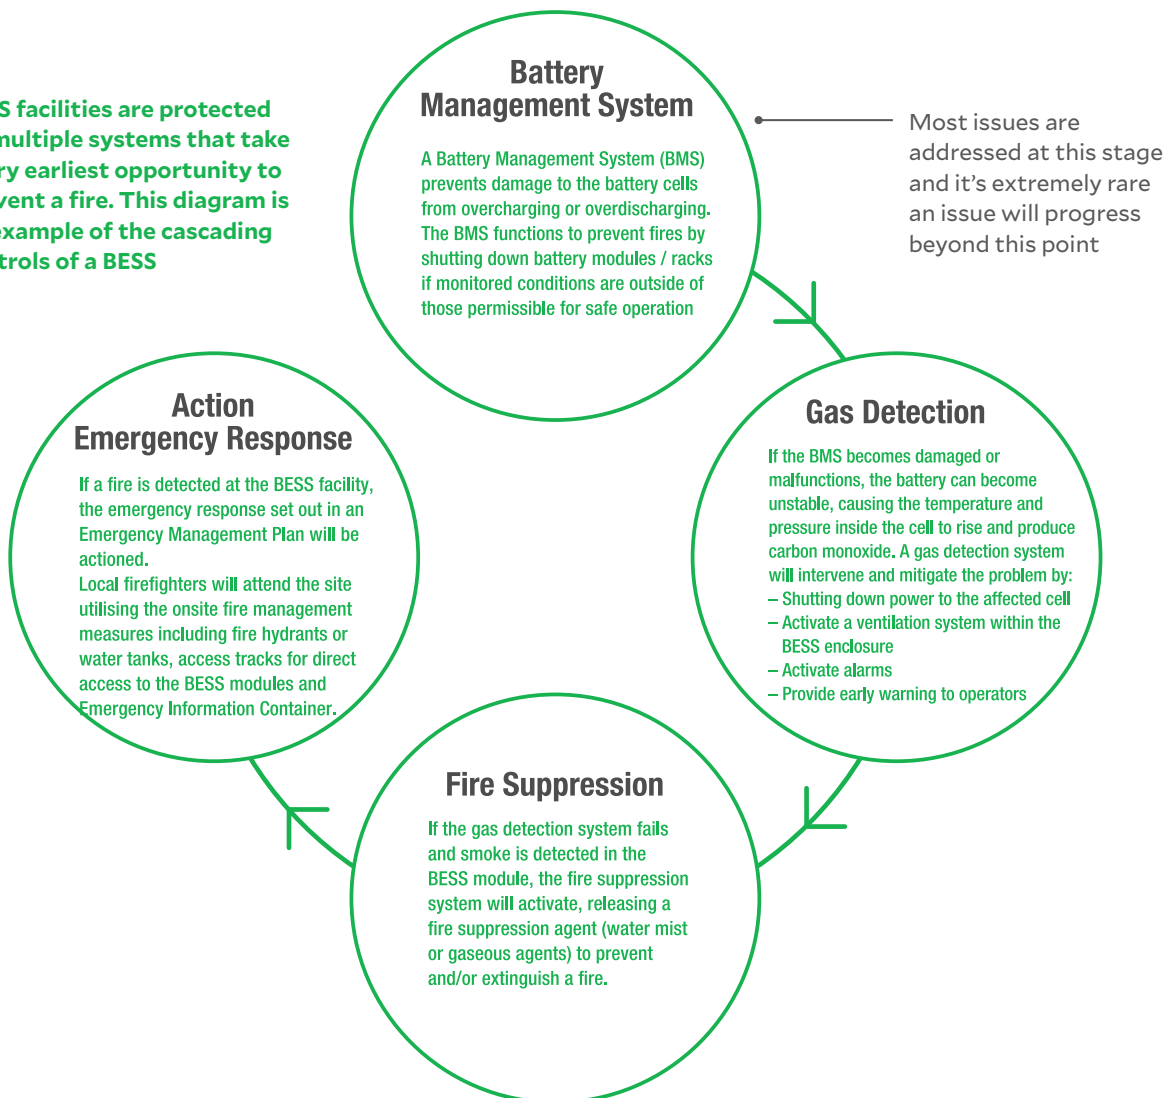 Battery
Management System
A Battery Management System (BMS)
prevents damage to the battery cells
from overcharging or overdischarging.
The BMS functions to prevent fires by
shutting down battery modules / racks
if monitored conditions are outside of
those permissible for safe operation
S facilities are protected
multiple systems that take
ry earliest opportunity to
vent a fire. This diagram is
example of the cascading
trols of a BESS
Most issues are
addressed at this stage
and it's extremely rare
an issue will progress
beyond this point
Gas Detection
If the BMS becomes damaged or
malfunctions, the battery can become
unstable, causing the temperature and
pressure inside the cell to rise and produce
carbon monoxide. A gas detection system
will intervene and mitigate the problem by:
– Shutting down power to the affected cell
– Activate a ventilation system within the
BESS enclosure
– Activate alarms
– Provide early warning to operators
Fire Suppression
If the gas detection system fails
and smoke is detected in the
BESS module, the fire suppression
system will activate, releasing a
fire suppression agent (water mist
or gaseous agents) to prevent
and/or extinguish a fire.
Action
Emergency Response
If a fire is detected at the BESS facility,
the emergency response set out in an
Emergency Management Plan will be
actioned.
Local firefighters will attend the site
utilising the onsite fire management
measures including fire hydrants or
water tanks, access tracks for direct
access to the BESS modules and
Emergency Information Container.